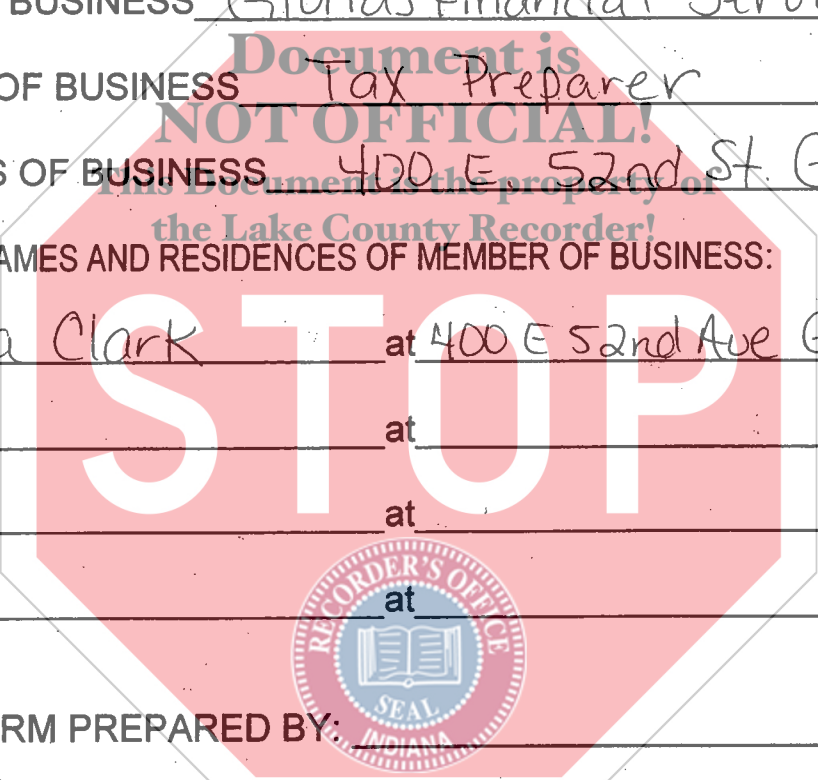 BUSINESS Glorias Financial
Document is
OF BUSINESS Tax Preparer
NOT OFFICIAL!
S OF BUSINESS 400 E. 52nd St. G
This Document is the property of
the Lake County Recorder!
AMES AND RESIDENCES OF MEMBER OF BUSINESS:
a Clark at 400 E 52nd Ave G
STOP
at
at
at
RECORDER'S OFFICE
SEAL
INDIANA
RM PREPARED BY: